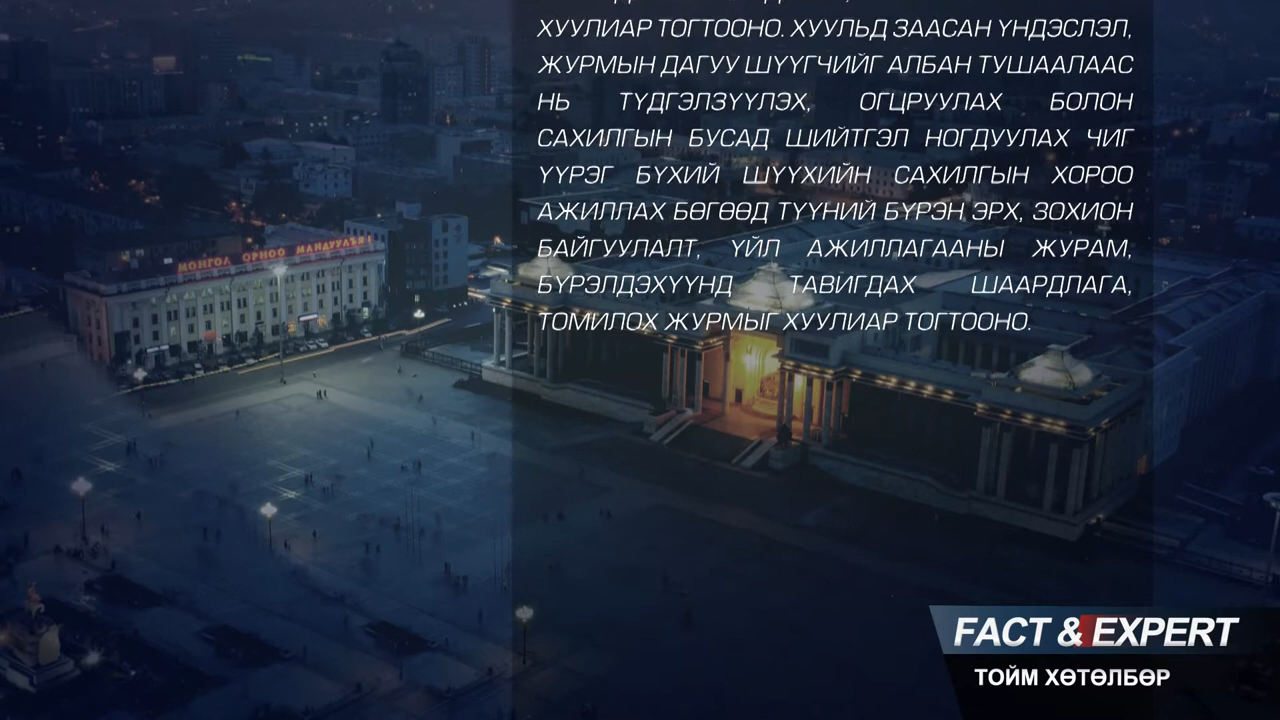 ХУУЛИАР ТОГТООНО. ХУУЛЬД ЗААСАН ҮНДЭСЛЭЛ,
ЖУРМЫН ДАГУУ ШҮҮГЧИЙГ АЛБАН ТУШААЛААС
НЬ ТҮДГЭЛЗҮҮЛЭХ, ОГЦРУУЛАХ БОЛОН
САХИЛГЫН БУСАД ШИЙТГЭЛ НОГДУУЛАХ ЧИГ
ҮҮРЭГ БҮХИЙ ШҮҮХИЙН САХИЛГЫН ХОРОО
АЖИЛЛАХ БӨГӨӨД ТҮҮНИЙ БҮРЭН ЭРХ, ЗОХИОН
БАЙГУУЛАЛТ, ҮЙЛ АЖИЛЛАГААНЫ ЖУРАМ,
БҮРЭЛДЭХҮҮНД ТАВИГДАХ ШААРДЛАГА,
ТОМИЛОХ ЖУРМЫГ ХУУЛИАР ТОГТООНО.
МОНГОЛ ОРНОО МАНДУУЛЪЯ!
FACT & EXPERT
ТОЙМ ХӨТӨЛБӨР